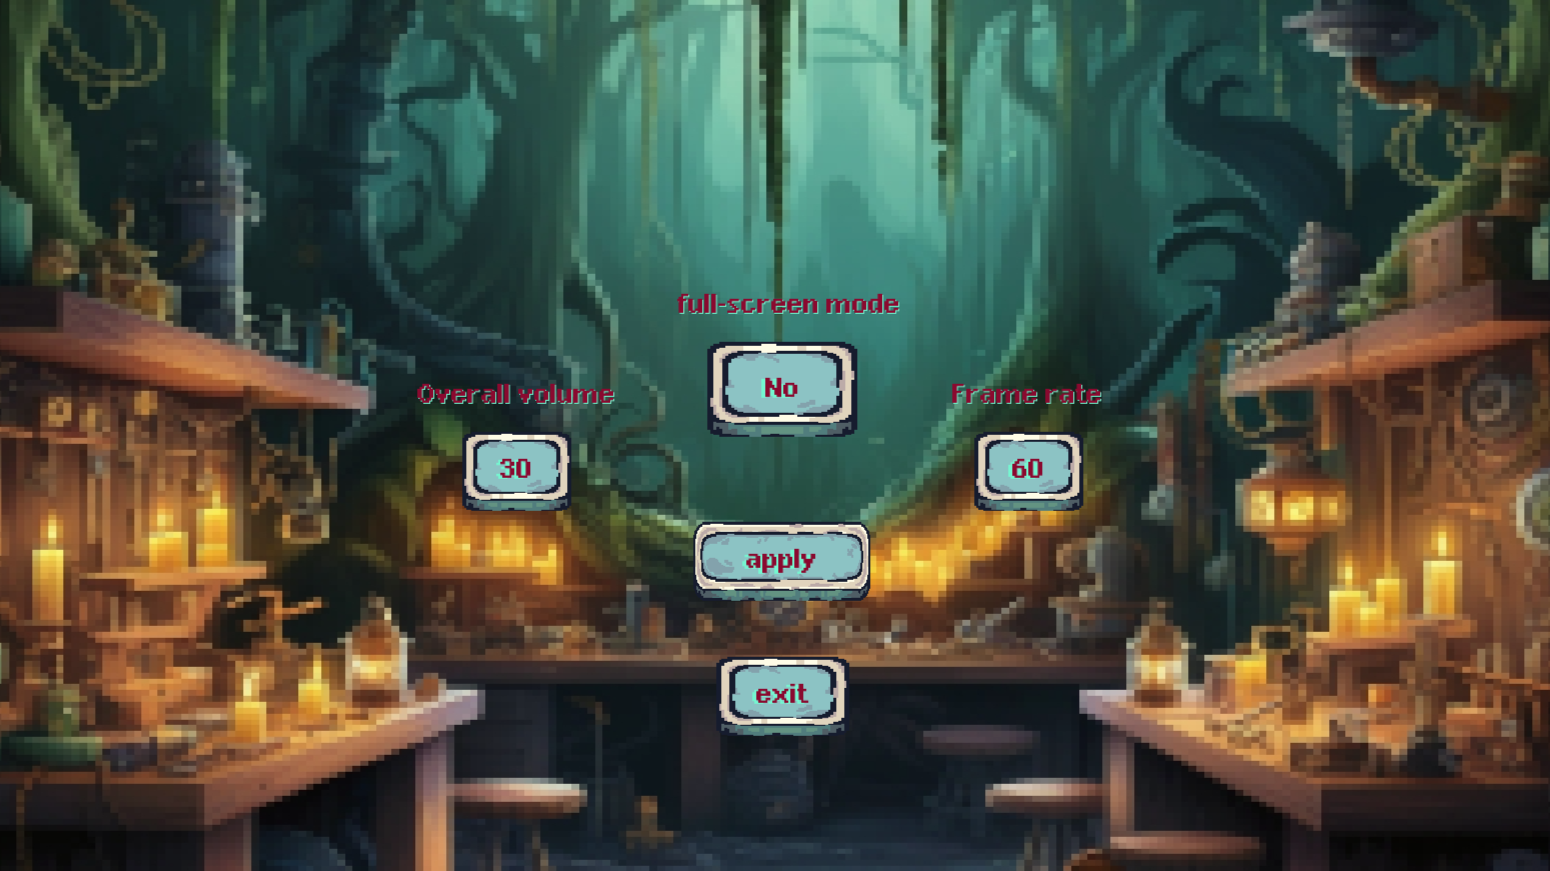 full-screen mode
No
Overall volume
30
Frame rate
60
apply
exit